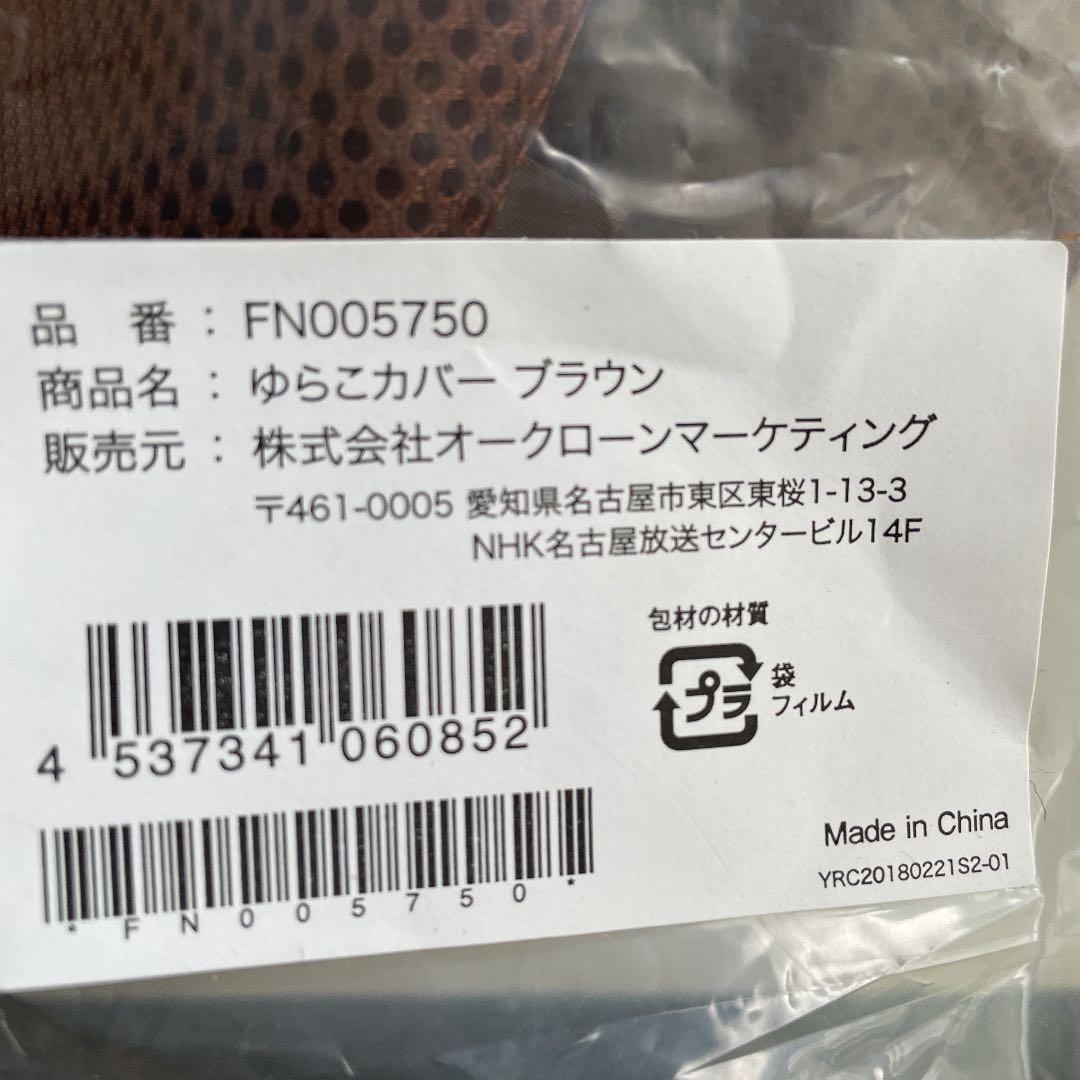 品　番 : FN005750
商品名 : ゆらこカバー ブラウン
販売元 : 株式会社オークローンマーケティング
〒461-0005 愛知県名古屋市東区東桜1-13-3
NHK名古屋放送センタービル14F
包材の材質
プラ
袋
フィルム
4 537341 060852
*FN005750*
Made in China
YRC20180221S2-01